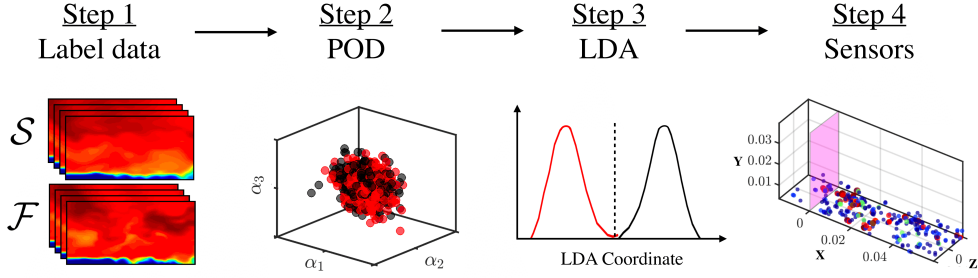 Step 1
Label data
Step 2
POD
Step 3
LDA
Step 4
Sensors
S
F
α3
α1
α2
LDA Coordinate
0.03
Y 0.02
0.01
0
0.02
0.04
X
0
Z